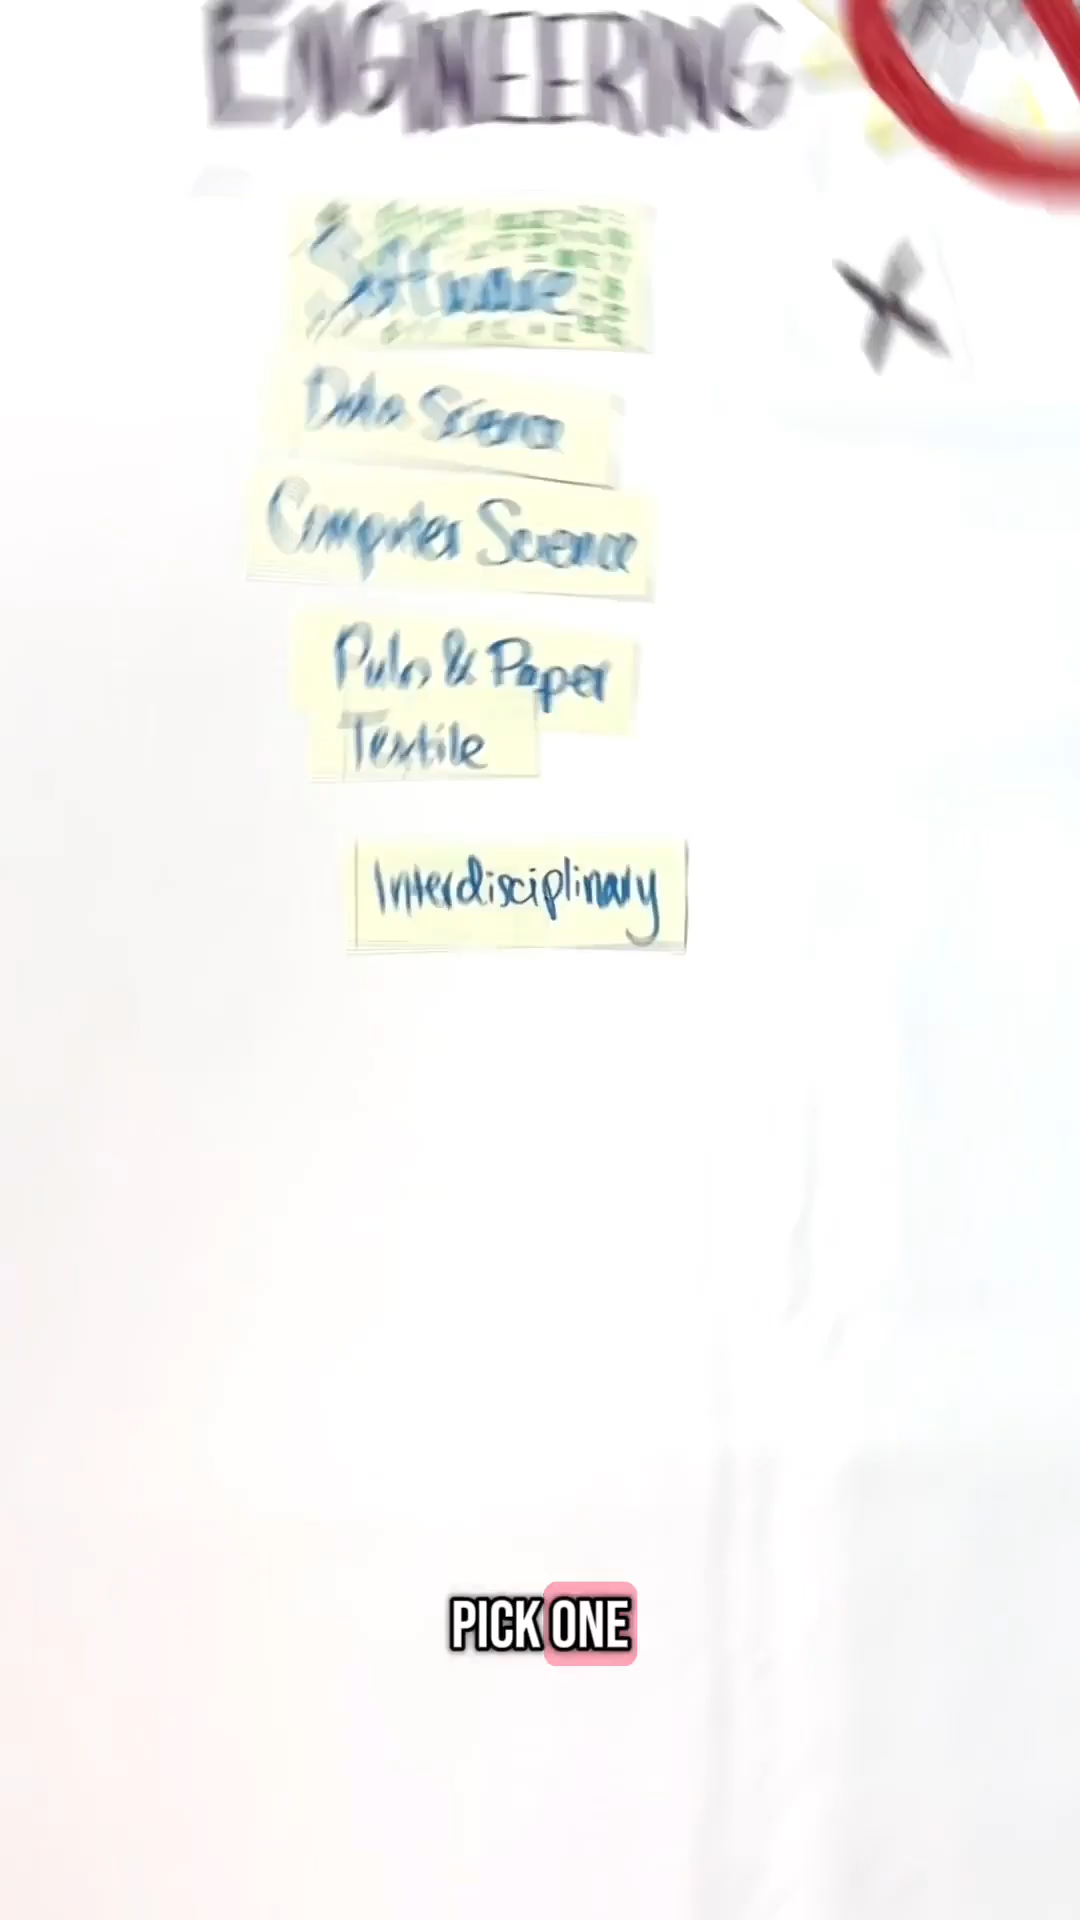 ENGINEERING
Software
Data Science
Computer Science
Pulp & Paper
Textile
Interdisciplinary
PICK ONE